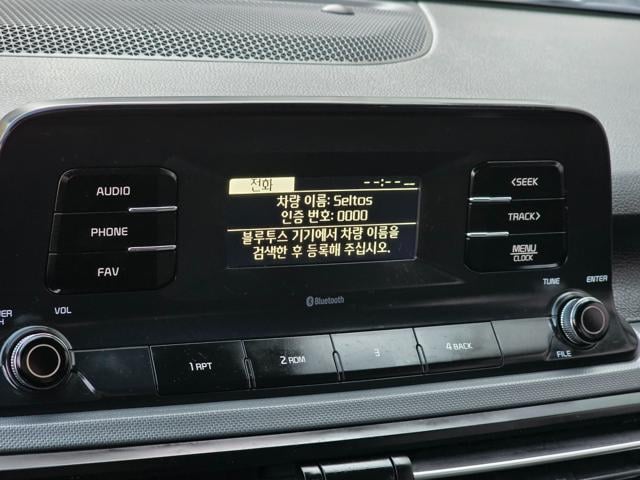 전화 --:--
차량 이름: Seltos
인증 번호: 0000
블루투스 기기에서 차량 이름을
검색한 후 등록해 주십시오.
AUDIO
PHONE
FAV
<SEEK
TRACK>
MENU
CLOCK
Bluetooth
VOL
TUNE
ENTER
FILE
1 RPT
2 RDM
3
4 BACK